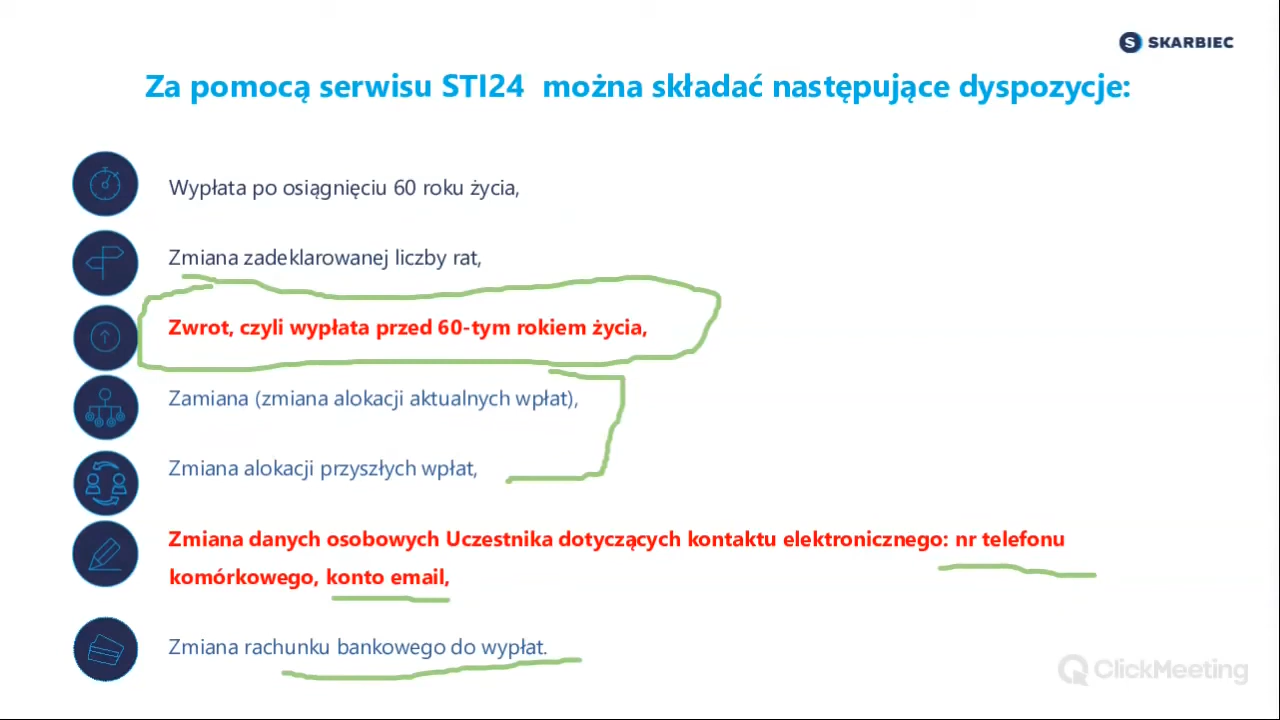 SKARBIEC
Za pomocą serwisu STI24 można składać następujące dyspozycje:
Wypłata po osiągnięciu 60 roku życia,
Zmiana zadeklarowanej liczby rat,
Zwrot, czyli wypłata przed 60-tym rokiem życia,
Zamiana (zmiana alokacji aktualnych wpłat),
Zmiana alokacji przyszłych wpłat,
Zmiana danych osobowych Uczestnika dotyczących kontaktu elektronicznego: nr telefonu
komórkowego, konto email,
Zmiana rachunku bankowego do wypłat.
ClickMeeting